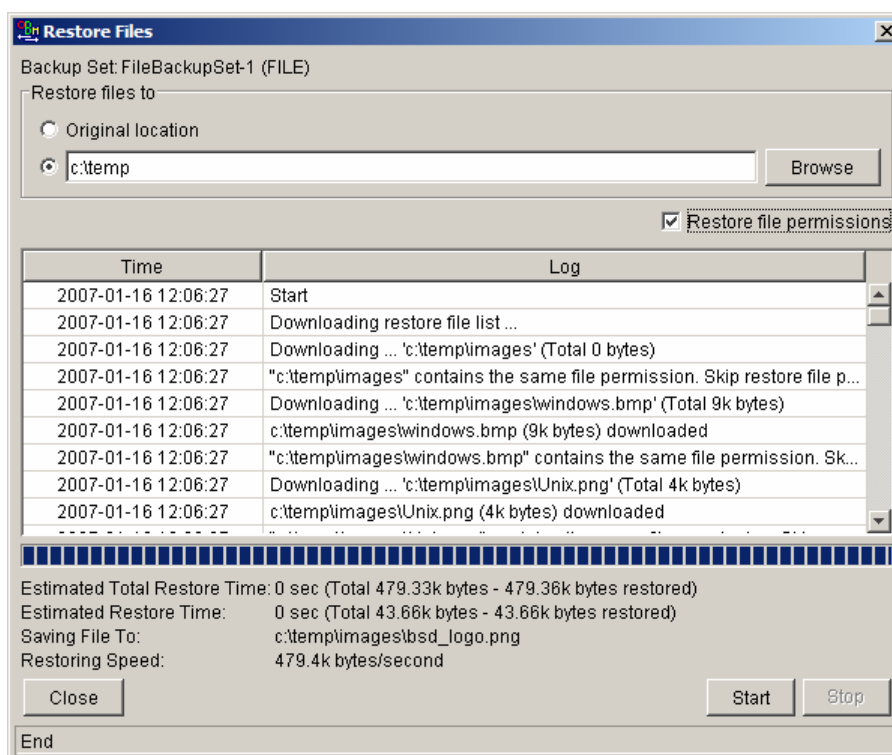 OBM Restore Files
Backup Set: FileBackupSet-1 (FILE)
Restore files to
Original location
c:\temp Browse
Restore file permissions
Time Log
2007-01-16 12:06:27 Start
2007-01-16 12:06:27 Downloading restore file list ...
2007-01-16 12:06:27 Downloading ... 'c:\temp\images' (Total 0 bytes)
2007-01-16 12:06:27 "c:\temp\images" contains the same file permission. Skip restore file p...
2007-01-16 12:06:27 Downloading ... 'c:\temp\images\windows.bmp' (Total 9k bytes)
2007-01-16 12:06:27 c:\temp\images\windows.bmp (9k bytes) downloaded
2007-01-16 12:06:27 "c:\temp\images\windows.bmp" contains the same file permission. Sk...
2007-01-16 12:06:27 Downloading ... 'c:\temp\images\Unix.png' (Total 4k bytes)
2007-01-16 12:06:27 c:\temp\images\Unix.png (4k bytes) downloaded
Estimated Total Restore Time: 0 sec (Total 479.33k bytes - 479.36k bytes restored)
Estimated Restore Time: 0 sec (Total 43.66k bytes - 43.66k bytes restored)
Saving File To: c:\temp\images\bsd_logo.png
Restoring Speed: 479.4k bytes/second
Close Start Stop
End